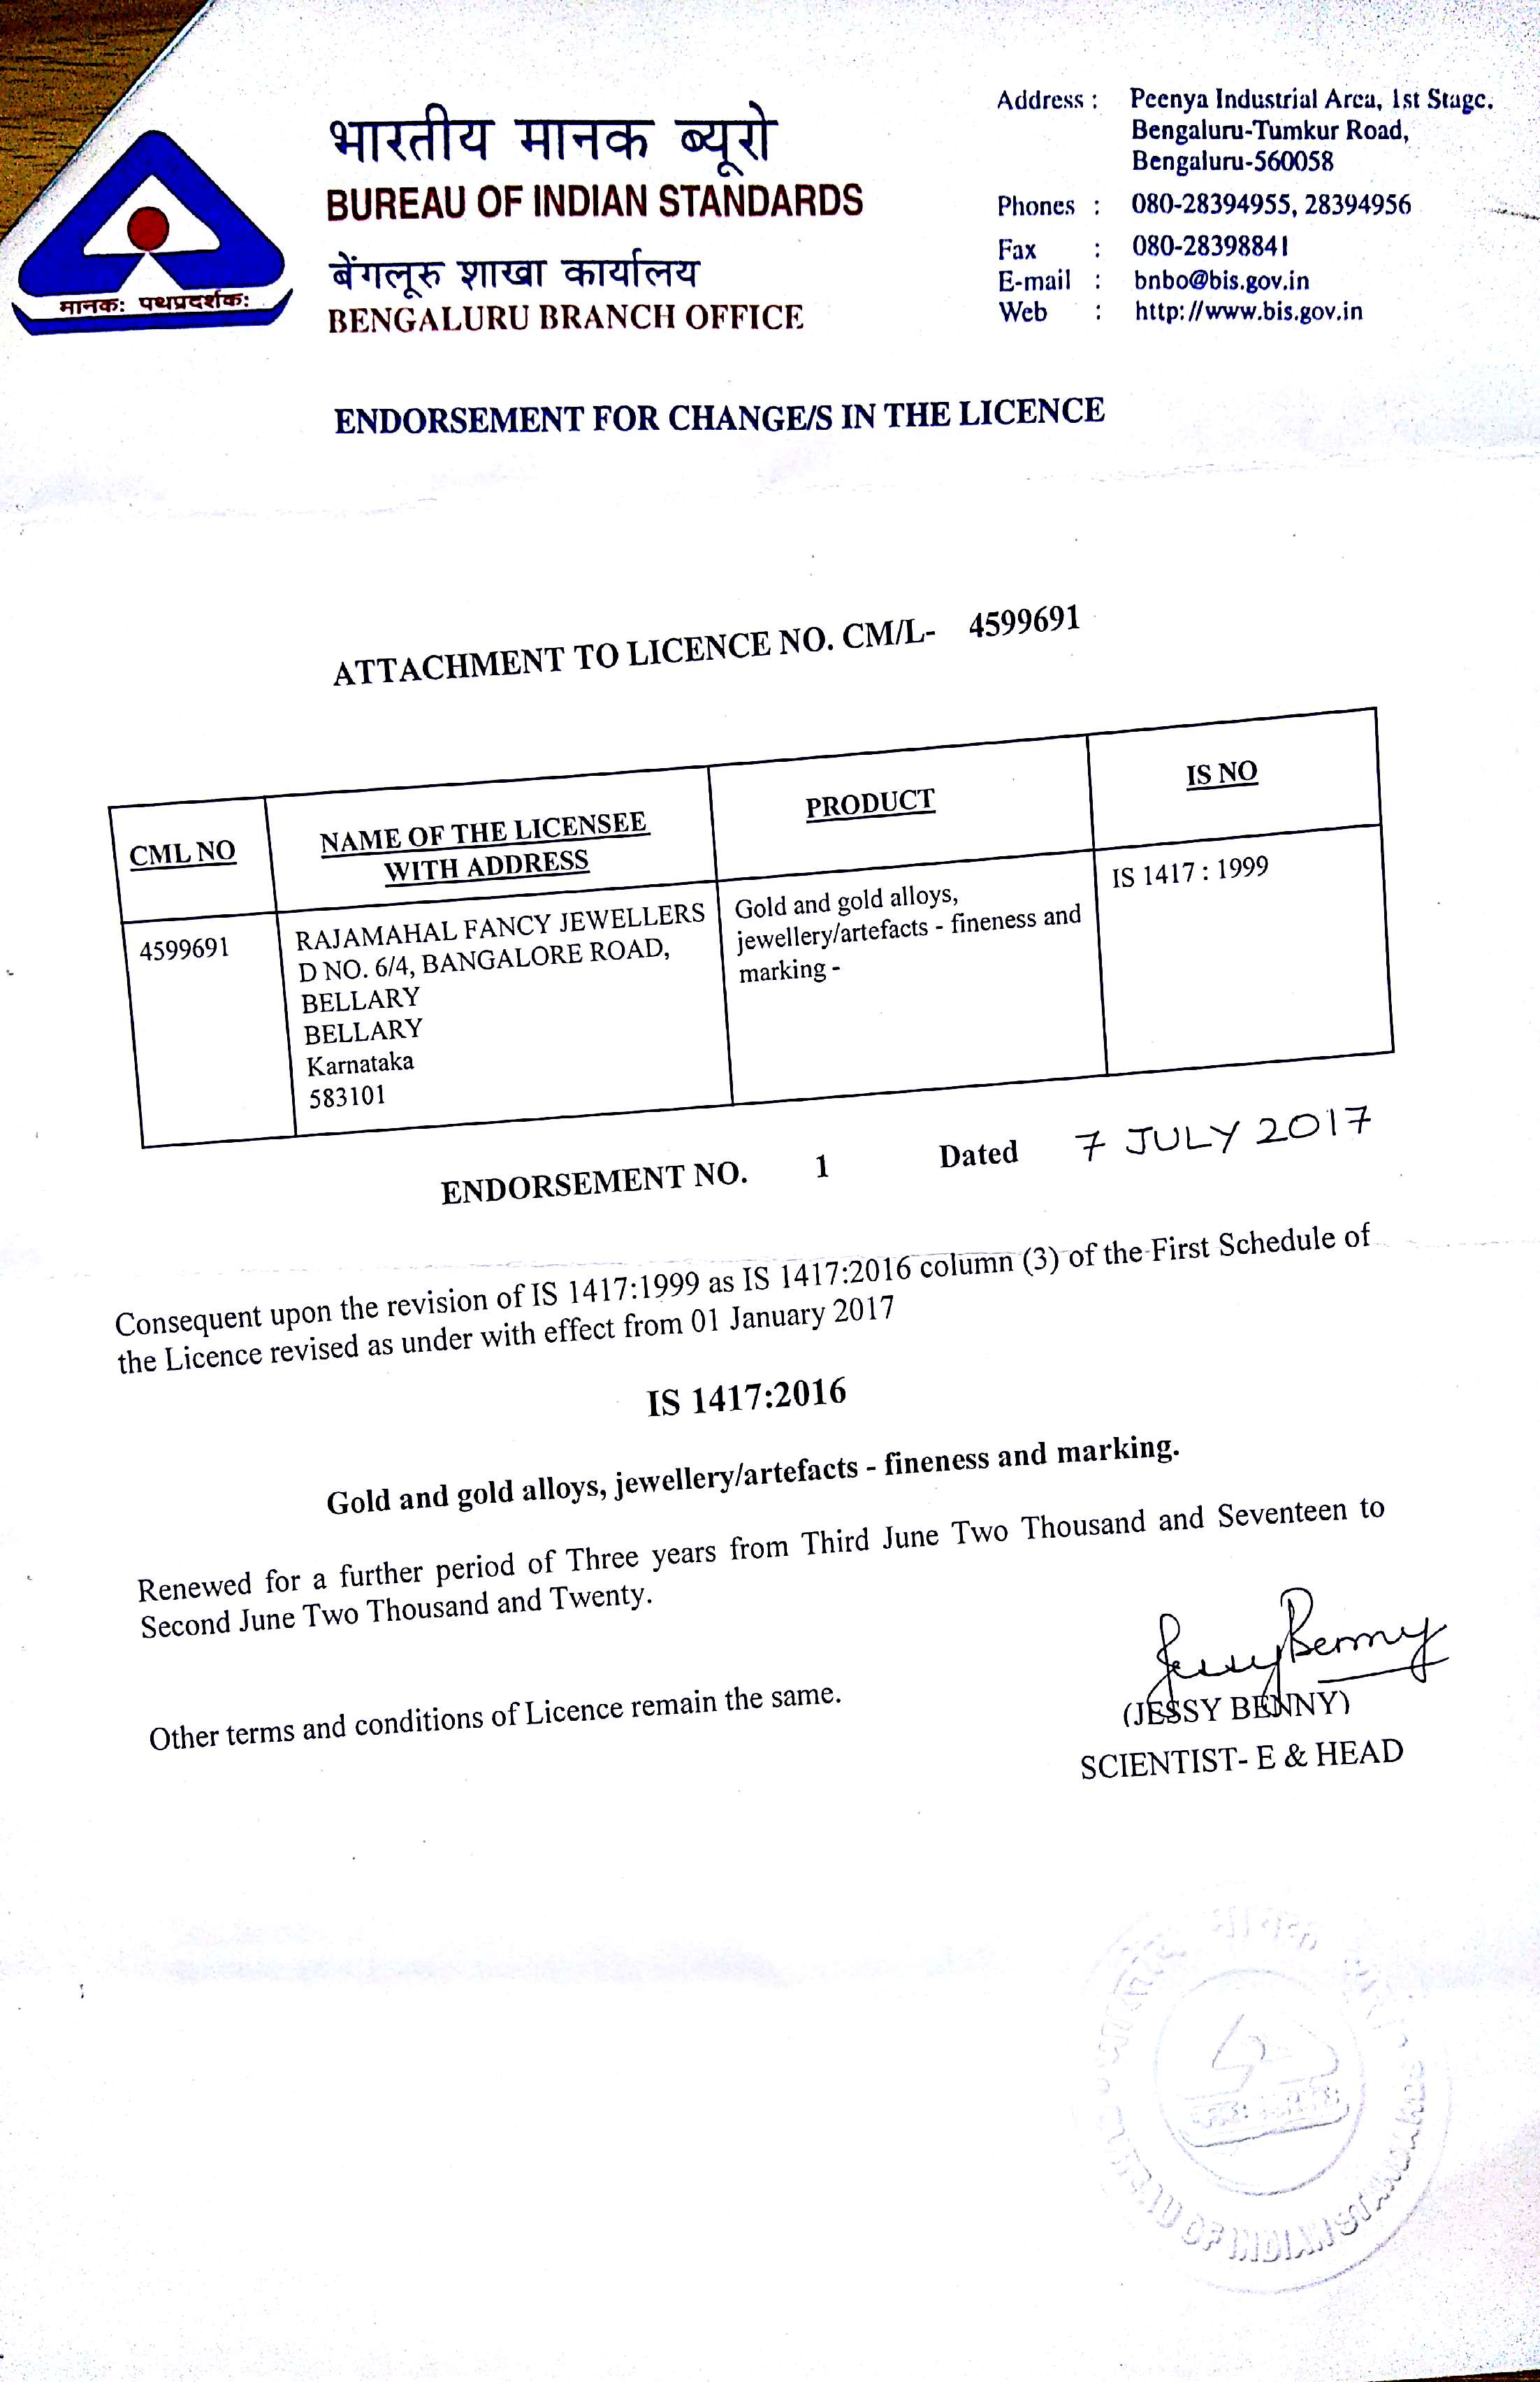 भारतीय मानक ब्यूरो
BUREAU OF INDIAN STANDARDS
बेंगलूरु शाखा कार्यालय
BENGALURU BRANCH OFFICE
मानक: पथप्रदर्शक:
Address : Peenya Industrial Area, 1st Stage.
Bengaluru-Tumkur Road,
Bengaluru-560058
Phones : 080-28394955, 28394956
Fax : 080-28398841
E-mail : bnbo@bis.gov.in
Web : http://www.bis.gov.in
ENDORSEMENT FOR CHANGE/S IN THE LICENCE
ATTACHMENT TO LICENCE NO. CM/L- 4599691
CML NO
NAME OF THE LICENSEE
WITH ADDRESS
PRODUCT
IS NO
4599691
RAJAMAHAL FANCY JEWELLERS
D NO. 6/4, BANGALORE ROAD,
BELLARY
BELLARY
Karnataka
583101
Gold and gold alloys,
jewellery/artefacts - fineness and
marking -
IS 1417 : 1999
ENDORSEMENT NO. 1 Dated 7 JULY 2017
Consequent upon the revision of IS 1417:1999 as IS 1417:2016 column (3) of the First Schedule of
the Licence revised as under with effect from 01 January 2017
IS 1417:2016
Gold and gold alloys, jewellery/artefacts - fineness and marking.
Renewed for a further period of Three years from Third June Two Thousand and Seventeen to
Second June Two Thousand and Twenty.
Other terms and conditions of Licence remain the same.
Jessy Benny
(JESSY BENNY)
SCIENTIST- E & HEAD
BUREAU OF INDIAN STANDARDS